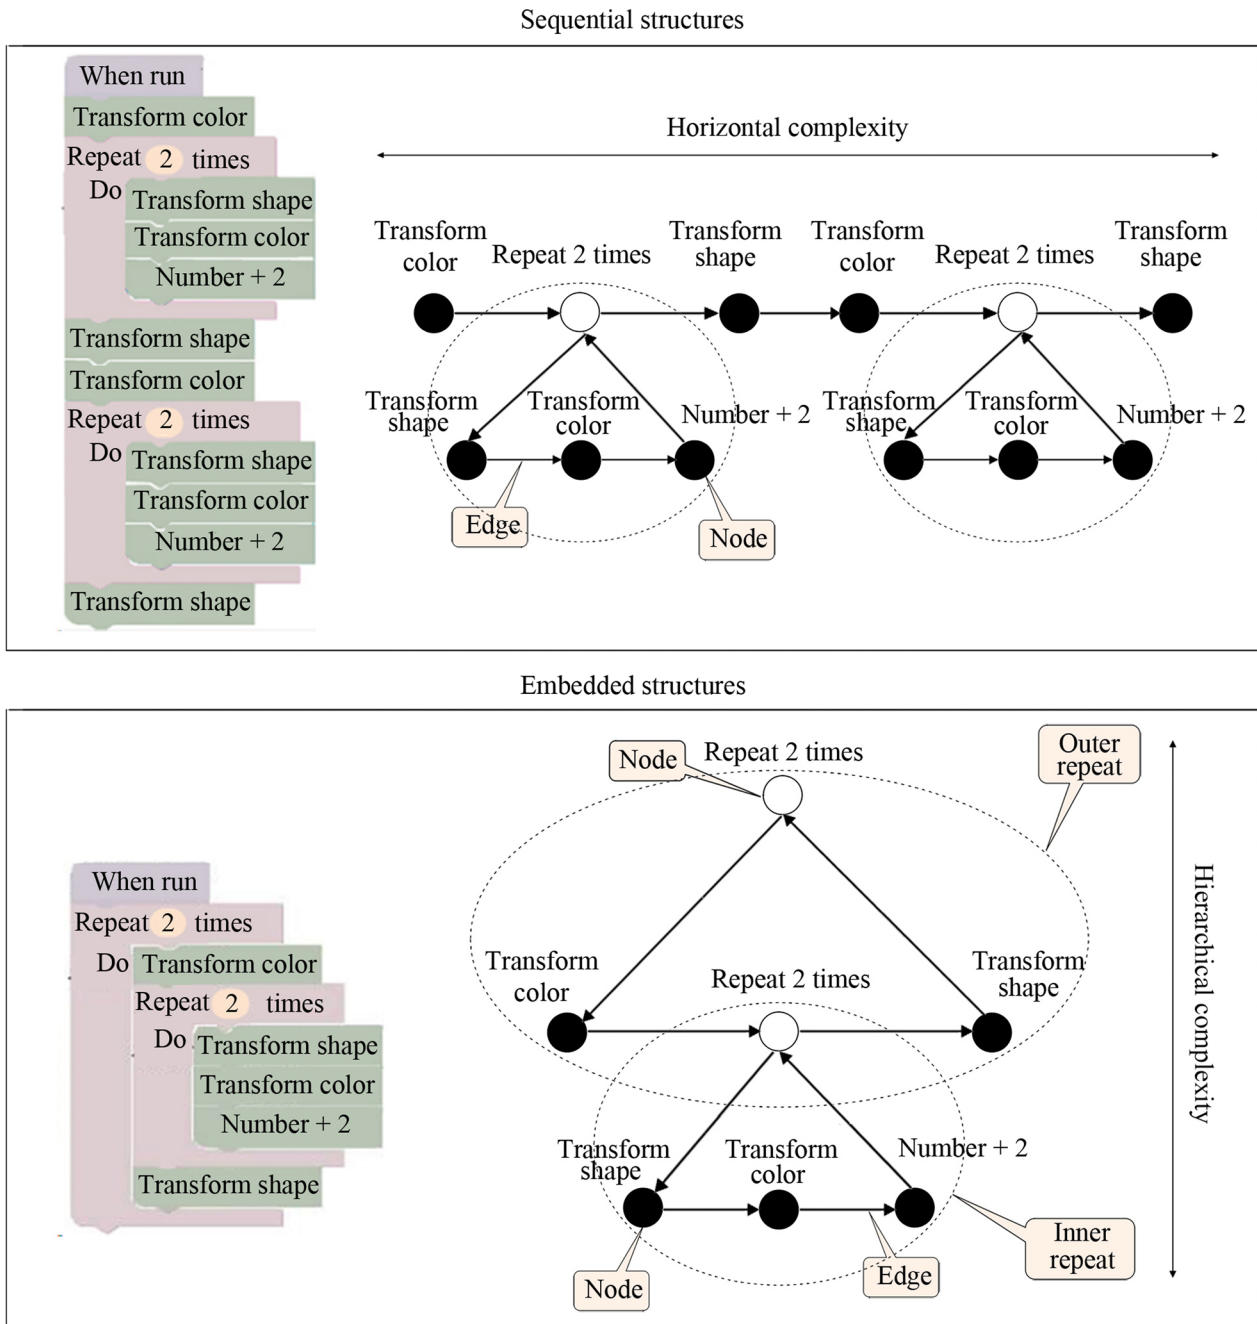 Sequential structures
When run
Transform color
Repeat 2 times
Do
Transform shape
Transform color
Number + 2
Transform shape
Transform color
Repeat 2 times
Do
Transform shape
Transform color
Number + 2
Transform shape
Horizontal complexity
Transform
color
Repeat 2 times
Transform
shape
Transform
color
Repeat 2 times
Transform
shape
Transform
shape
Transform
color
Number + 2
Transform
shape
Transform
color
Number + 2
Edge
Node
Embedded structures
When run
Repeat 2 times
Do
Transform color
Repeat 2 times
Do
Transform shape
Transform color
Number + 2
Transform shape
Node
Repeat 2 times
Outer
repeat
Transform
color
Repeat 2 times
Transform
shape
Transform
shape
Transform
color
Number + 2
Node
Edge
Inner
repeat
Hierarchical complexity